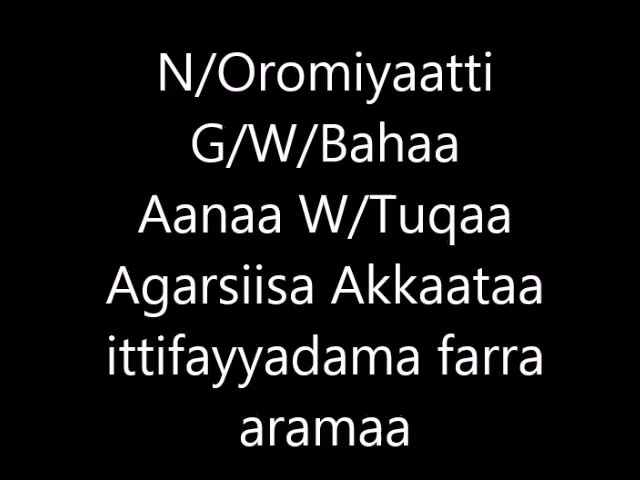 N/Oromiyaatti
G/W/Bahaa
Aanaa W/Tuqaa
Agarsiisa Akkaataa
ittifayyadama farra
aramaa